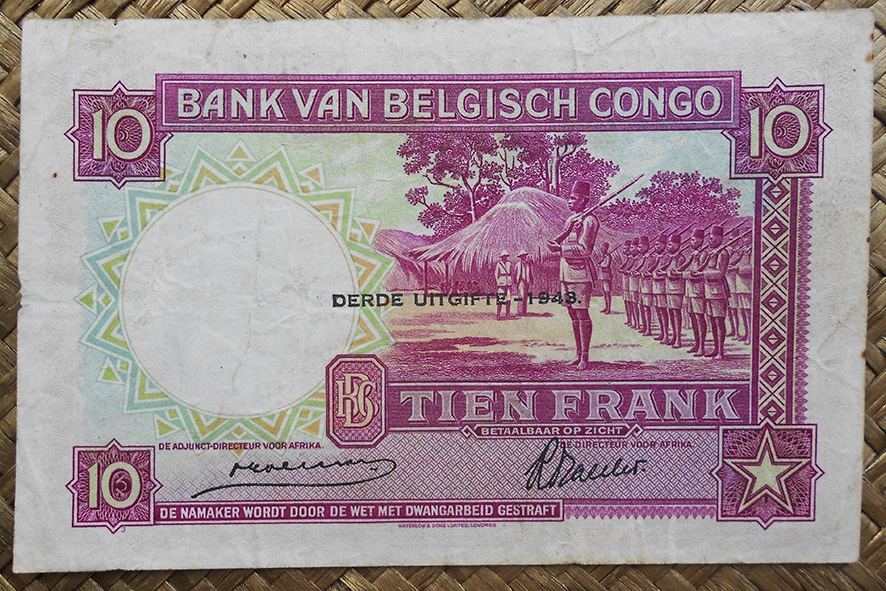 BANK VAN BELGISCH CONGO
10
10
DERDE UITGIFTE-1943.
BCB
TIEN FRANK
BETAALBAAR OP ZICHT
DE ADJUNCT-DIRECTEUR VOOR AFRIKA.
DE DIRECTEUR VOOR AFRIKA.
10
DE NAMAKER WORDT DOOR DE WET MET DWANGARBEID GESTRAFT
WATERLOW & SONS LIMITED, LONDRES